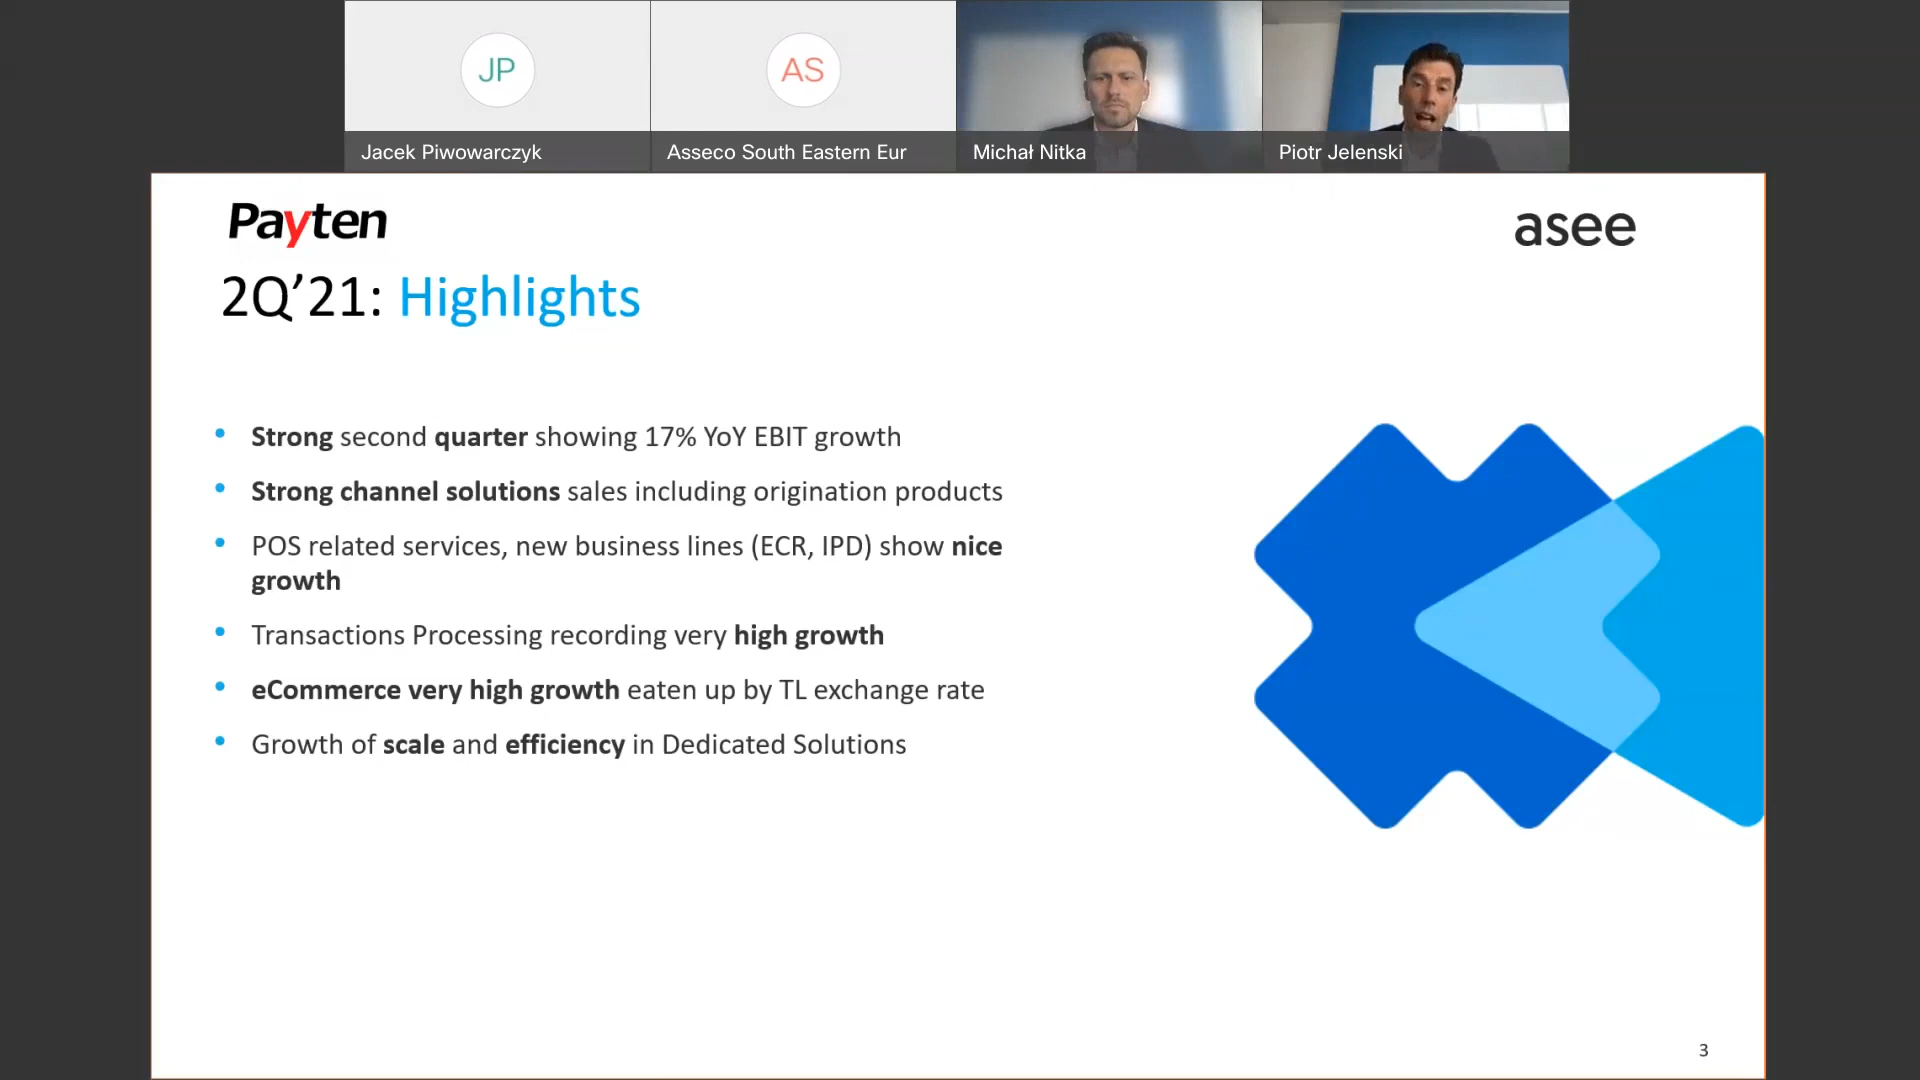 JP
AS
Jacek Piwowarczyk
Asseco South Eastern Eur
Michał Nitka
Piotr Jelenski
Payten
asee
2Q’21: Highlights
• Strong second quarter showing 17% YoY EBIT growth
• Strong channel solutions sales including origination products
• POS related services, new business lines (ECR, IPD) show nice
growth
• Transactions Processing recording very high growth
• eCommerce very high growth eaten up by TL exchange rate
• Growth of scale and efficiency in Dedicated Solutions
3